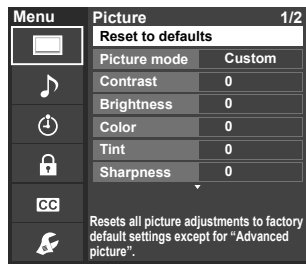 Menu
Picture 1/2
Reset to defaults
Picture mode Custom
Contrast 0
Brightness 0
Color 0
Tint 0
Sharpness 0
CC
Resets all picture adjustments to factory
default settings except for “Advanced
picture”.